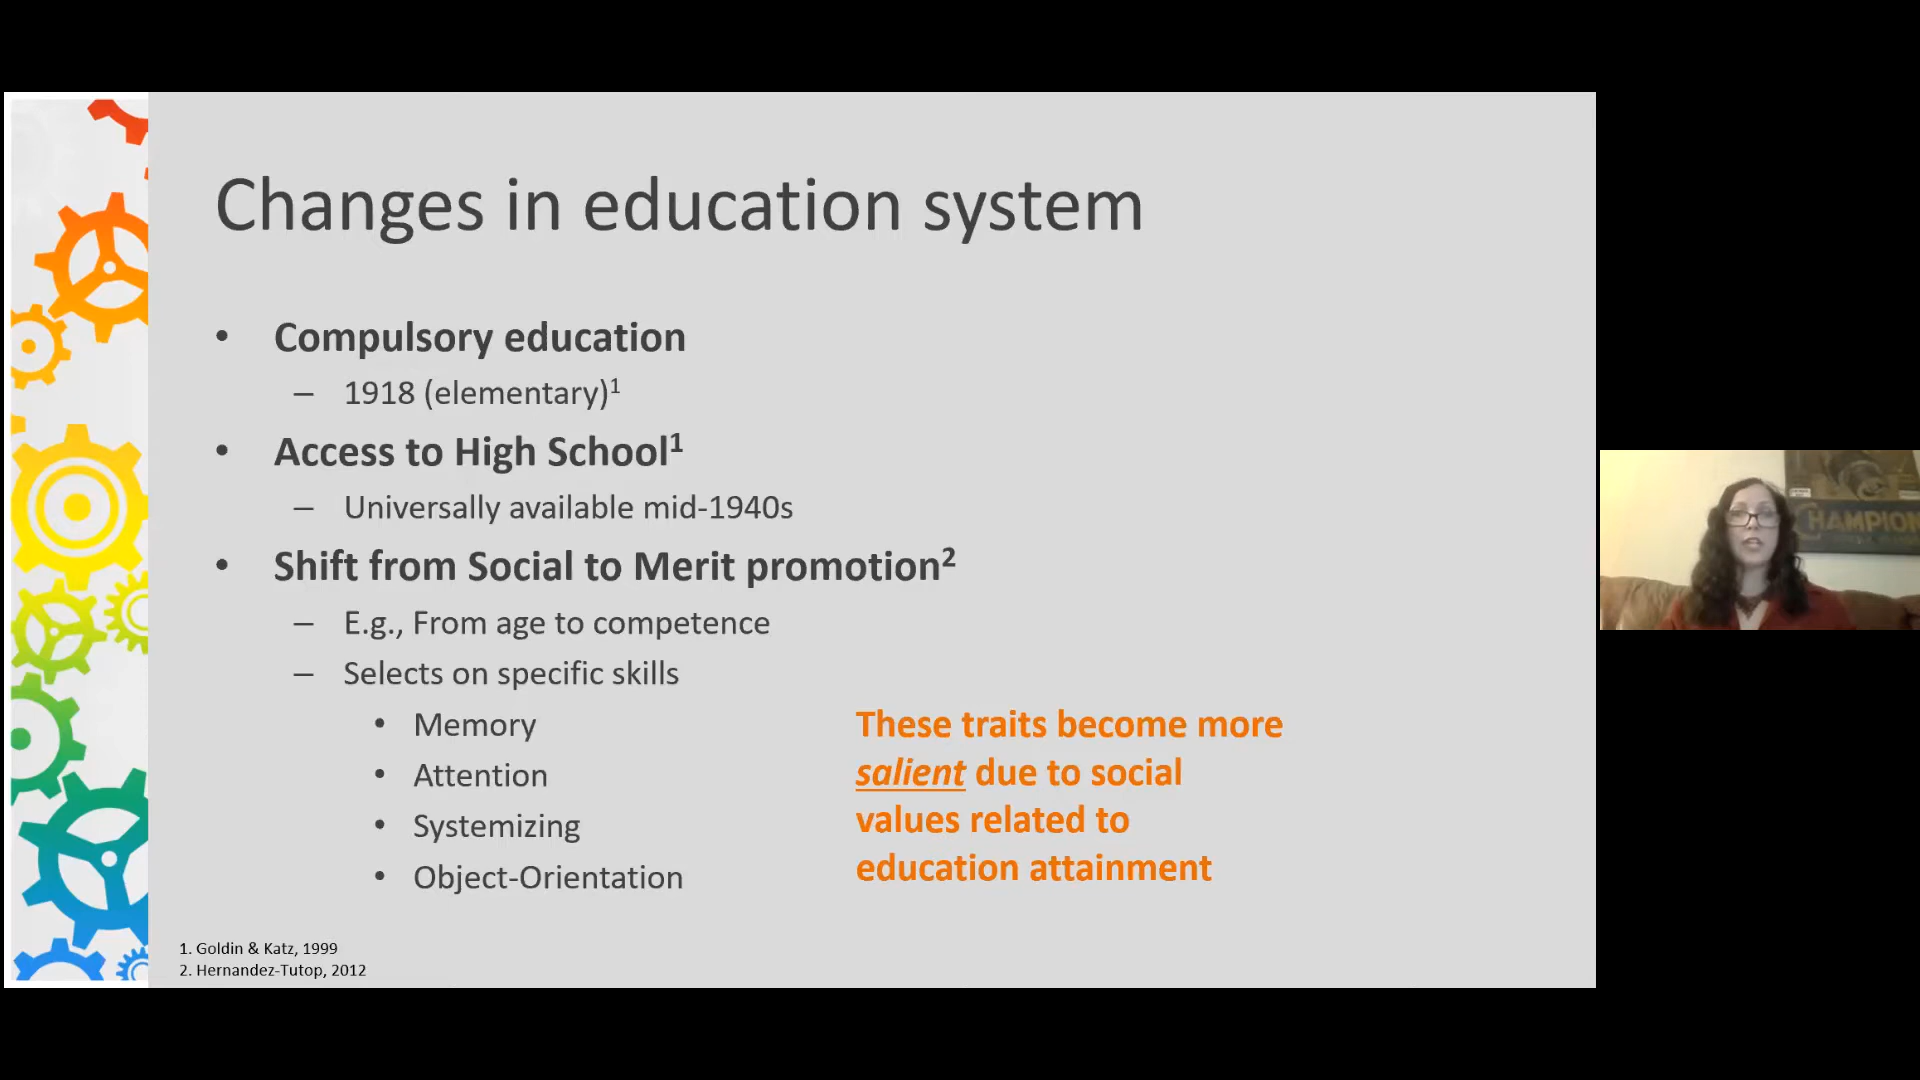 Changes in education system
• Compulsory education
– 1918 (elementary)¹
• Access to High School¹
– Universally available mid-1940s
• Shift from Social to Merit promotion²
– E.g., From age to competence
– Selects on specific skills
• Memory
• Attention
• Systemizing
• Object-Orientation
These traits become more
salient due to social
values related to
education attainment
1. Goldin & Katz, 1999
2. Hernandez-Tutop, 2012
CHAMPION